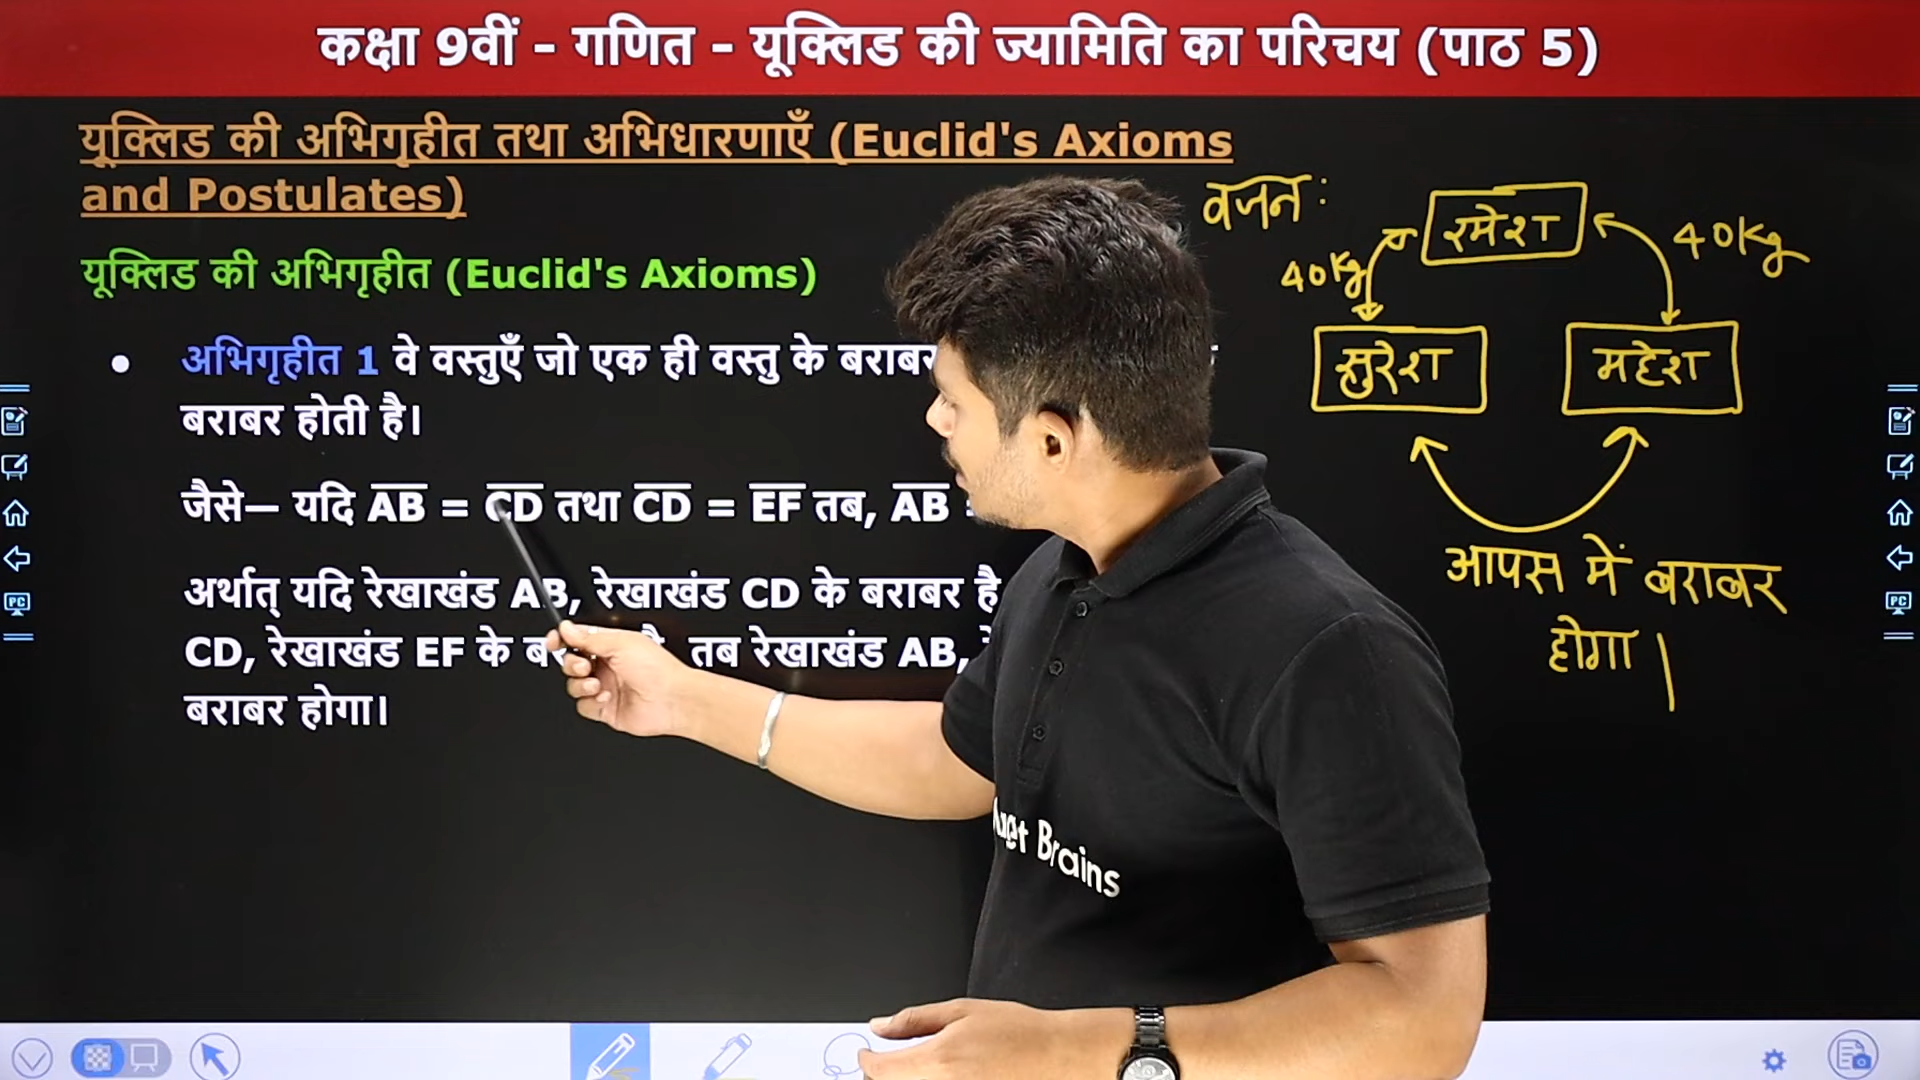 कक्षा 9वीं - गणित - यूक्लिड की ज्यामिति का परिचय (पाठ 5)
यूक्लिड की अभिगृहीत तथा अभिधारणाएँ (Euclid's Axioms
and Postulates)
यूक्लिड की अभिगृहीत (Euclid's Axioms)
अभिगृहीत 1 वे वस्तुएँ जो एक ही वस्तु के बराबर
बराबर होती है।
जैसे— यदि AB = CD तथा CD = EF तब, AB
अर्थात् यदि रेखाखंड AB, रेखाखंड CD के बराबर है
CD, रेखाखंड EF के तब रेखाखंड AB,
बराबर होगा।
वजन:
रमेश
40kg
40kg
सुरेश
महेश
आपस में बराबर
होगा |
Brains
PC
PC